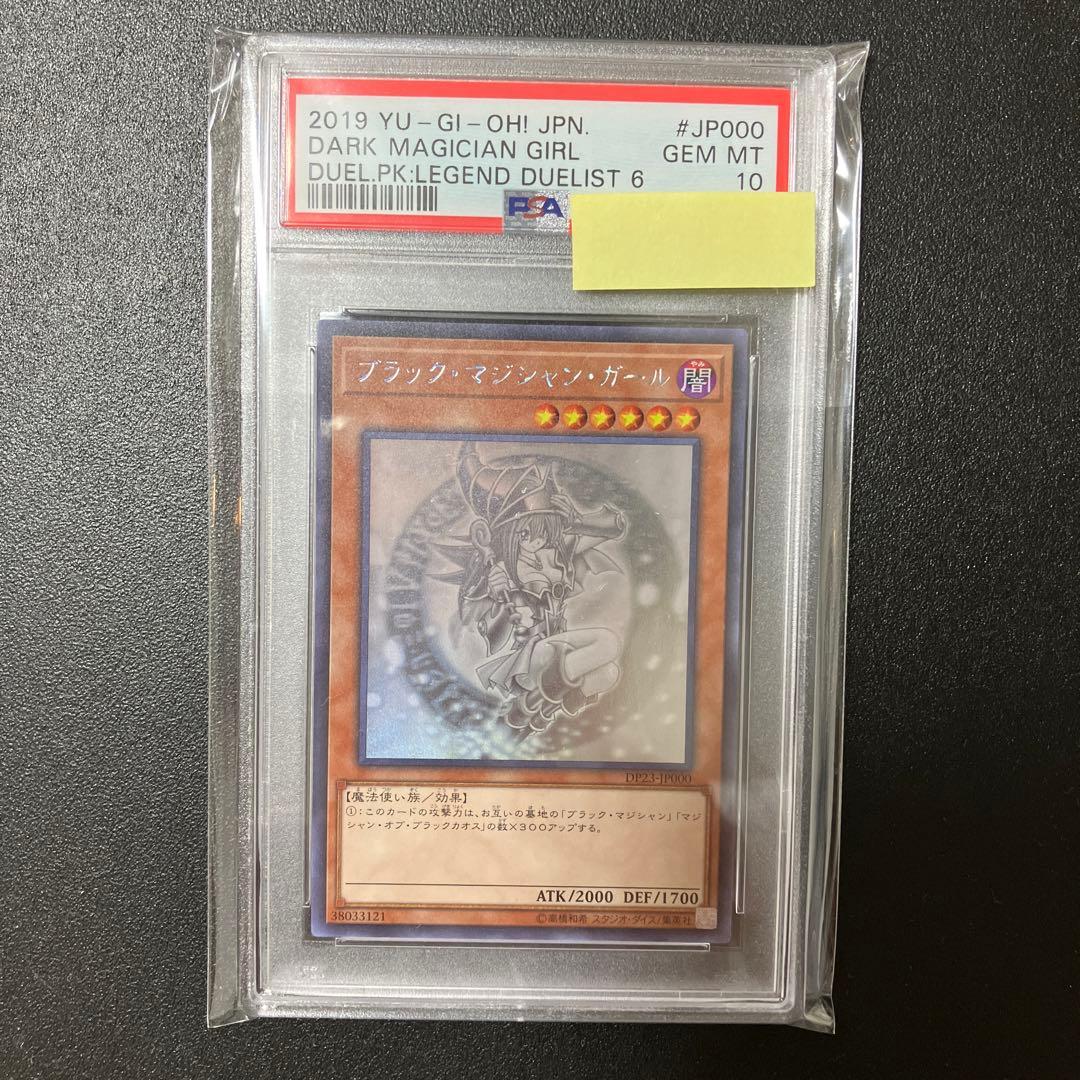 2019 YU-GI-OH! JPN. #JP000
DARK MAGICIAN GIRL GEM MT
DUEL.PK:LEGEND DUELIST 6 10
PSA
ブラック・マジシャン・ガール
やみ
闇
DP23-JP000
【魔法使い族/効果】
①:このカードの攻撃力は、お互いの墓地の「ブラック・マジシャン」「マジ
シャン・オブ・ブラックカオス」の数×300アップする。
ATK/2000 DEF/1700
38033121 ©高橋和希 スタジオ・ダイス/集英社